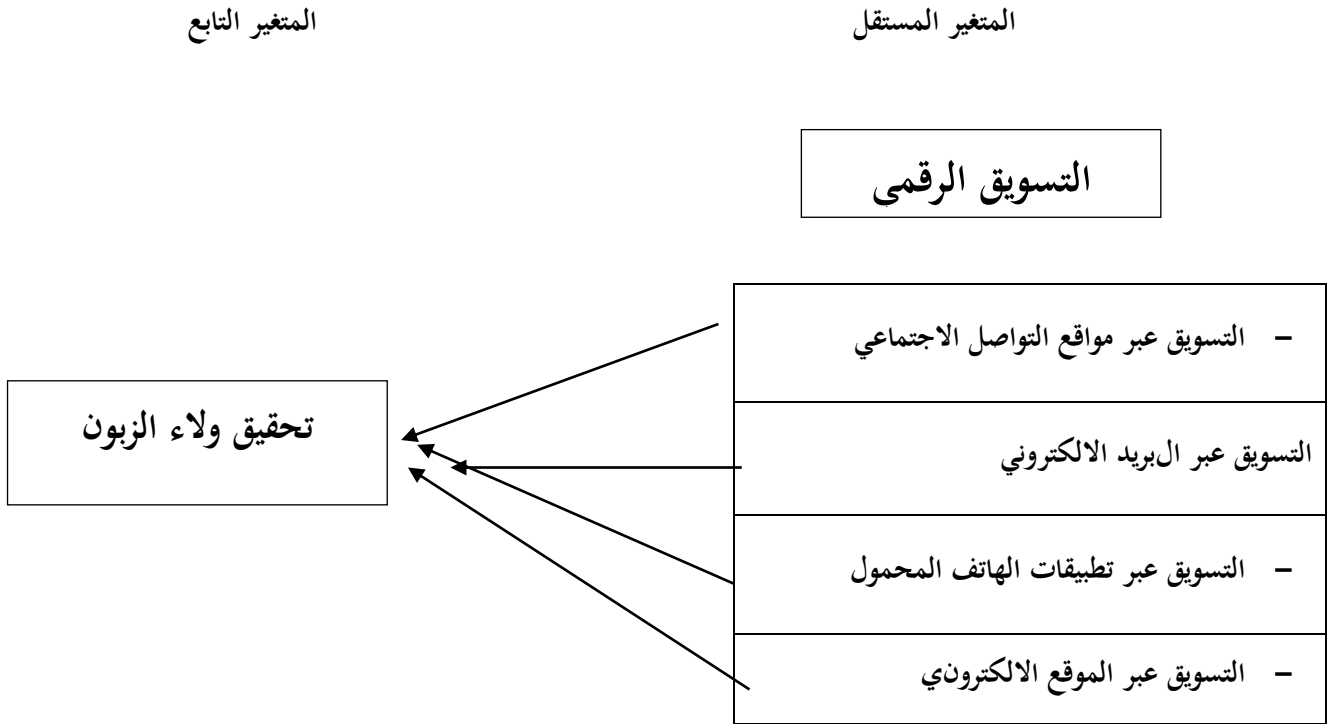 المتغير المستقل
المتغير التابع
التسويق الرقمي
– التسويق عبر مواقع التواصل الاجتماعي
تحقيق ولاء الزبون
التسويق عبر البريد الالكتروني
– التسويق عبر تطبيقات الهاتف المحمول
– التسويق عبر الموقع الالكتروني